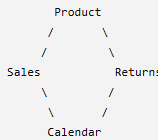 Product
/ \
/ \
Sales Returns
\ /
\ /
Calendar